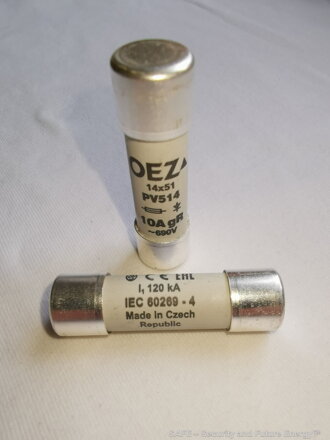 OEZ
14x51
PV514
10A gR
~690V
CE EAC
I₁ 120 kA
IEC 60269 - 4
Made in Czech
Republic
SAFE – Security and Future Energy™